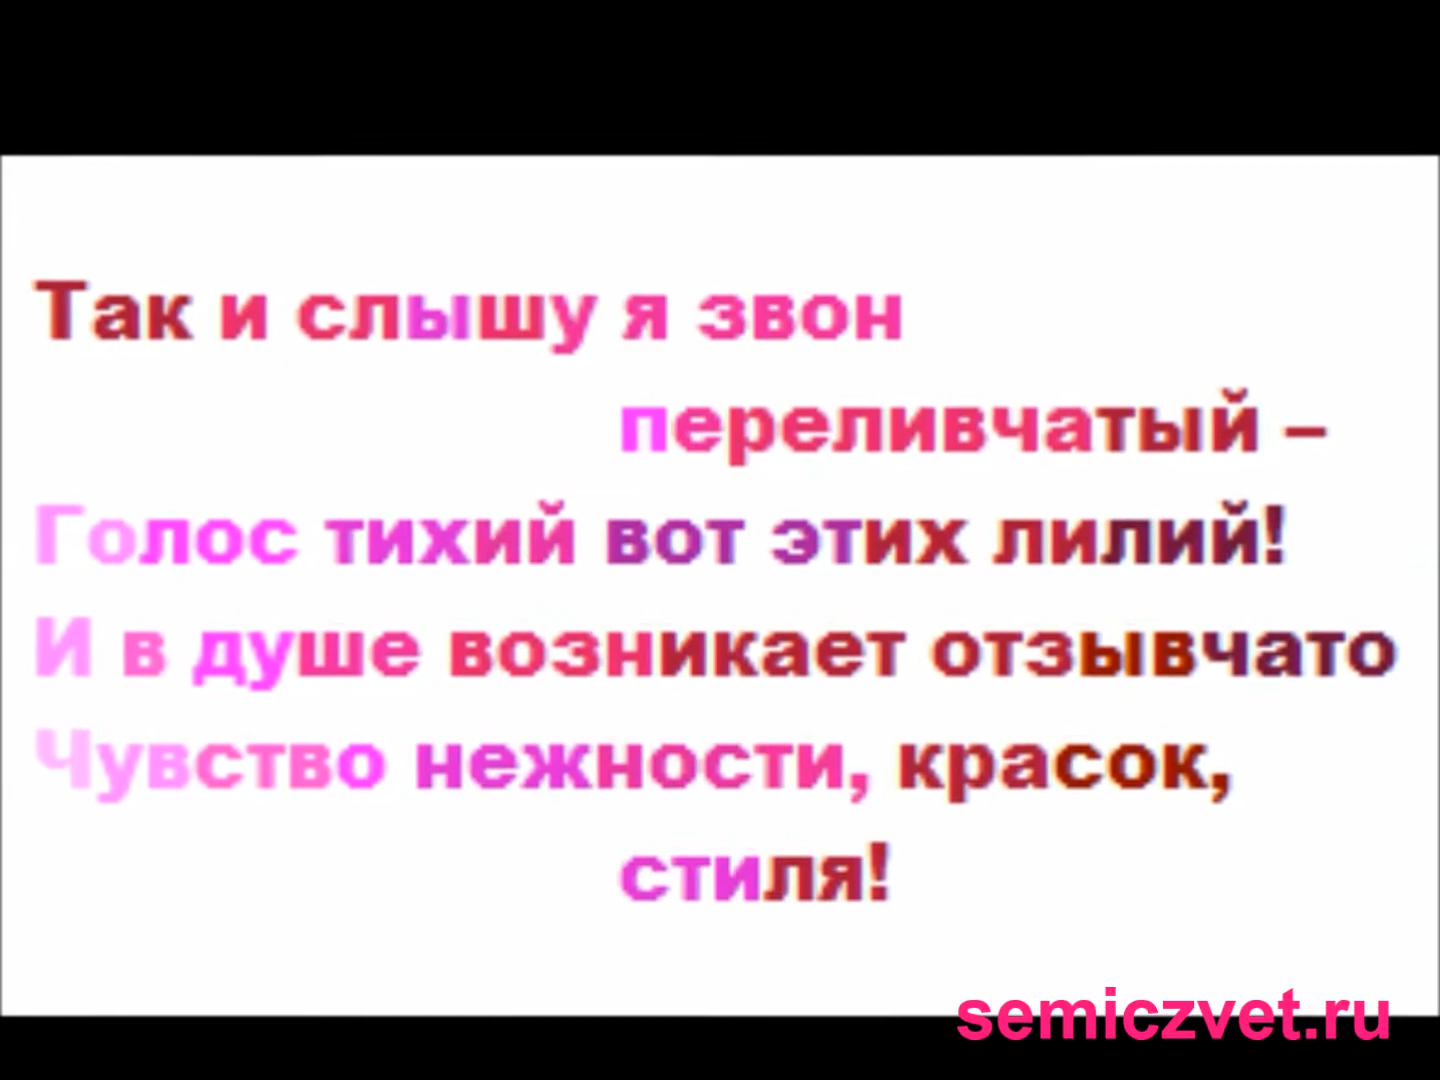 Так и слышу я звон
переливчатый –
Голос тихий вот этих лилий!
И в душе возникает отзывчато
Чувство нежности, красок,
стиля!
semiczvet.ru